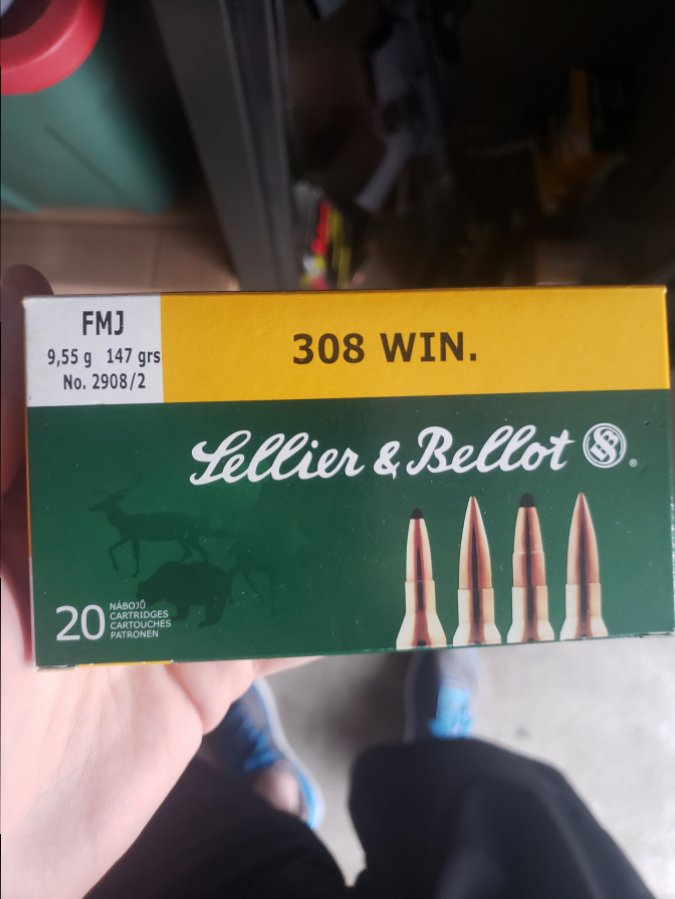 FMJ
9,55 g 147 grs
No. 2908/2
308 WIN.
Sellier & Bellot
20
NÁBOJŮ
CARTRIDGES
CARTOUCHES
PATRONEN